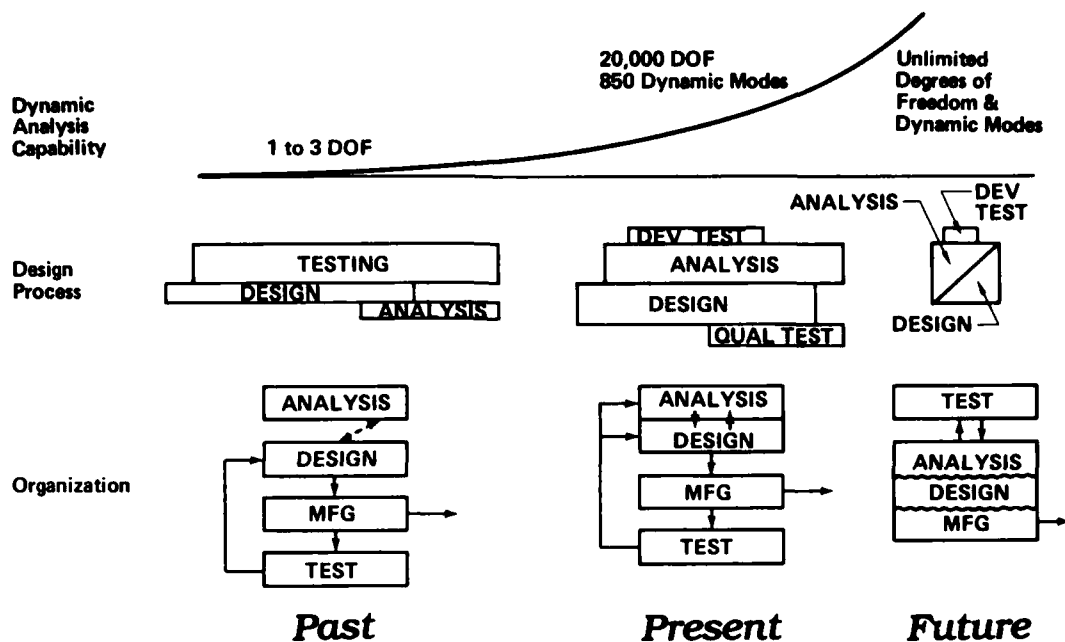 20,000 DOF
850 Dynamic Modes
Unlimited
Degrees of
Freedom &
Dynamic Modes
Dynamic
Analysis
Capability
1 to 3 DOF
ANALYSIS
DEV
TEST
Design
Process
TESTING
DESIGN
ANALYSIS
DEV TEST
ANALYSIS
DESIGN
QUAL TEST
DESIGN
Organization
ANALYSIS
DESIGN
MFG
TEST
ANALYSIS
DESIGN
MFG
TEST
TEST
ANALYSIS
DESIGN
MFG
Past
Present
Future